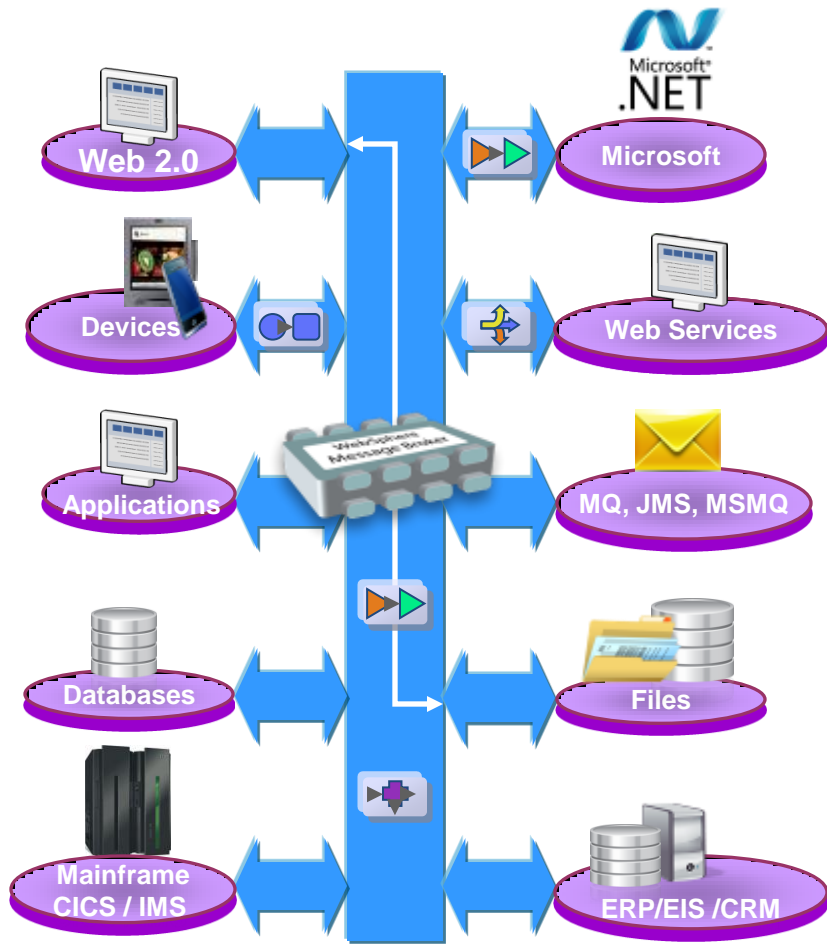 Microsoft®
.NET
Web 2.0
Microsoft
Devices
Web Services
WebSphere
Message Broker
Applications
MQ, JMS, MSMQ
Databases
Files
Mainframe
CICS / IMS
ERP/EIS /CRM